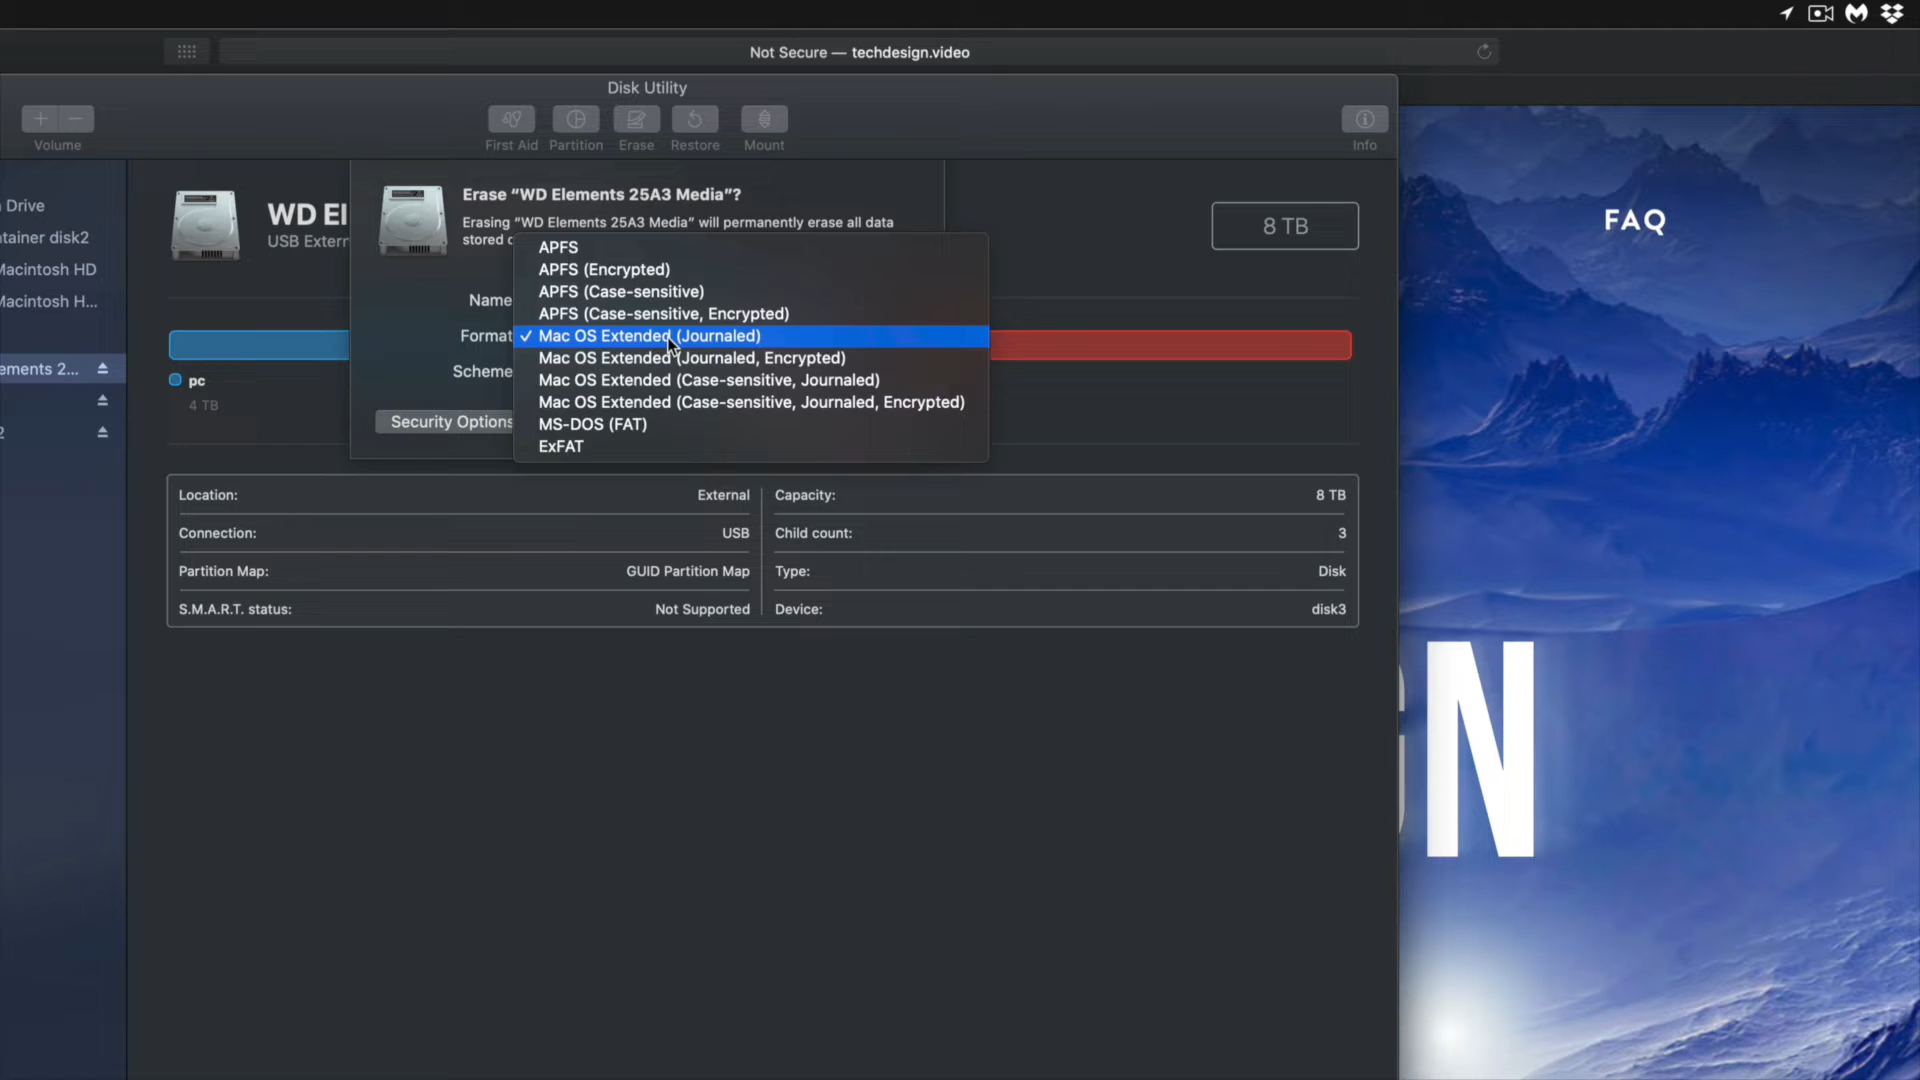 Not Secure — techdesign.video
Disk Utility
Volume
First Aid
Partition
Erase
Restore
Mount
Info
Drive
tainer disk2
Macintosh HD
Macintosh H...
ements 2...
2
WD El
USB Extern
8 TB
Erase “WD Elements 25A3 Media”?
Erasing “WD Elements 25A3 Media” will permanently erase all data
stored
Name
Format
Scheme
Security Options
APFS
APFS (Encrypted)
APFS (Case-sensitive)
APFS (Case-sensitive, Encrypted)
✓ Mac OS Extended (Journaled)
Mac OS Extended (Journaled, Encrypted)
Mac OS Extended (Case-sensitive, Journaled)
Mac OS Extended (Case-sensitive, Journaled, Encrypted)
MS-DOS (FAT)
ExFAT
pc
4 TB
Location: External
Connection: USB
Partition Map: GUID Partition Map
S.M.A.R.T. status: Not Supported
Capacity: 8 TB
Child count: 3
Type: Disk
Device: disk3
FAQ
GN